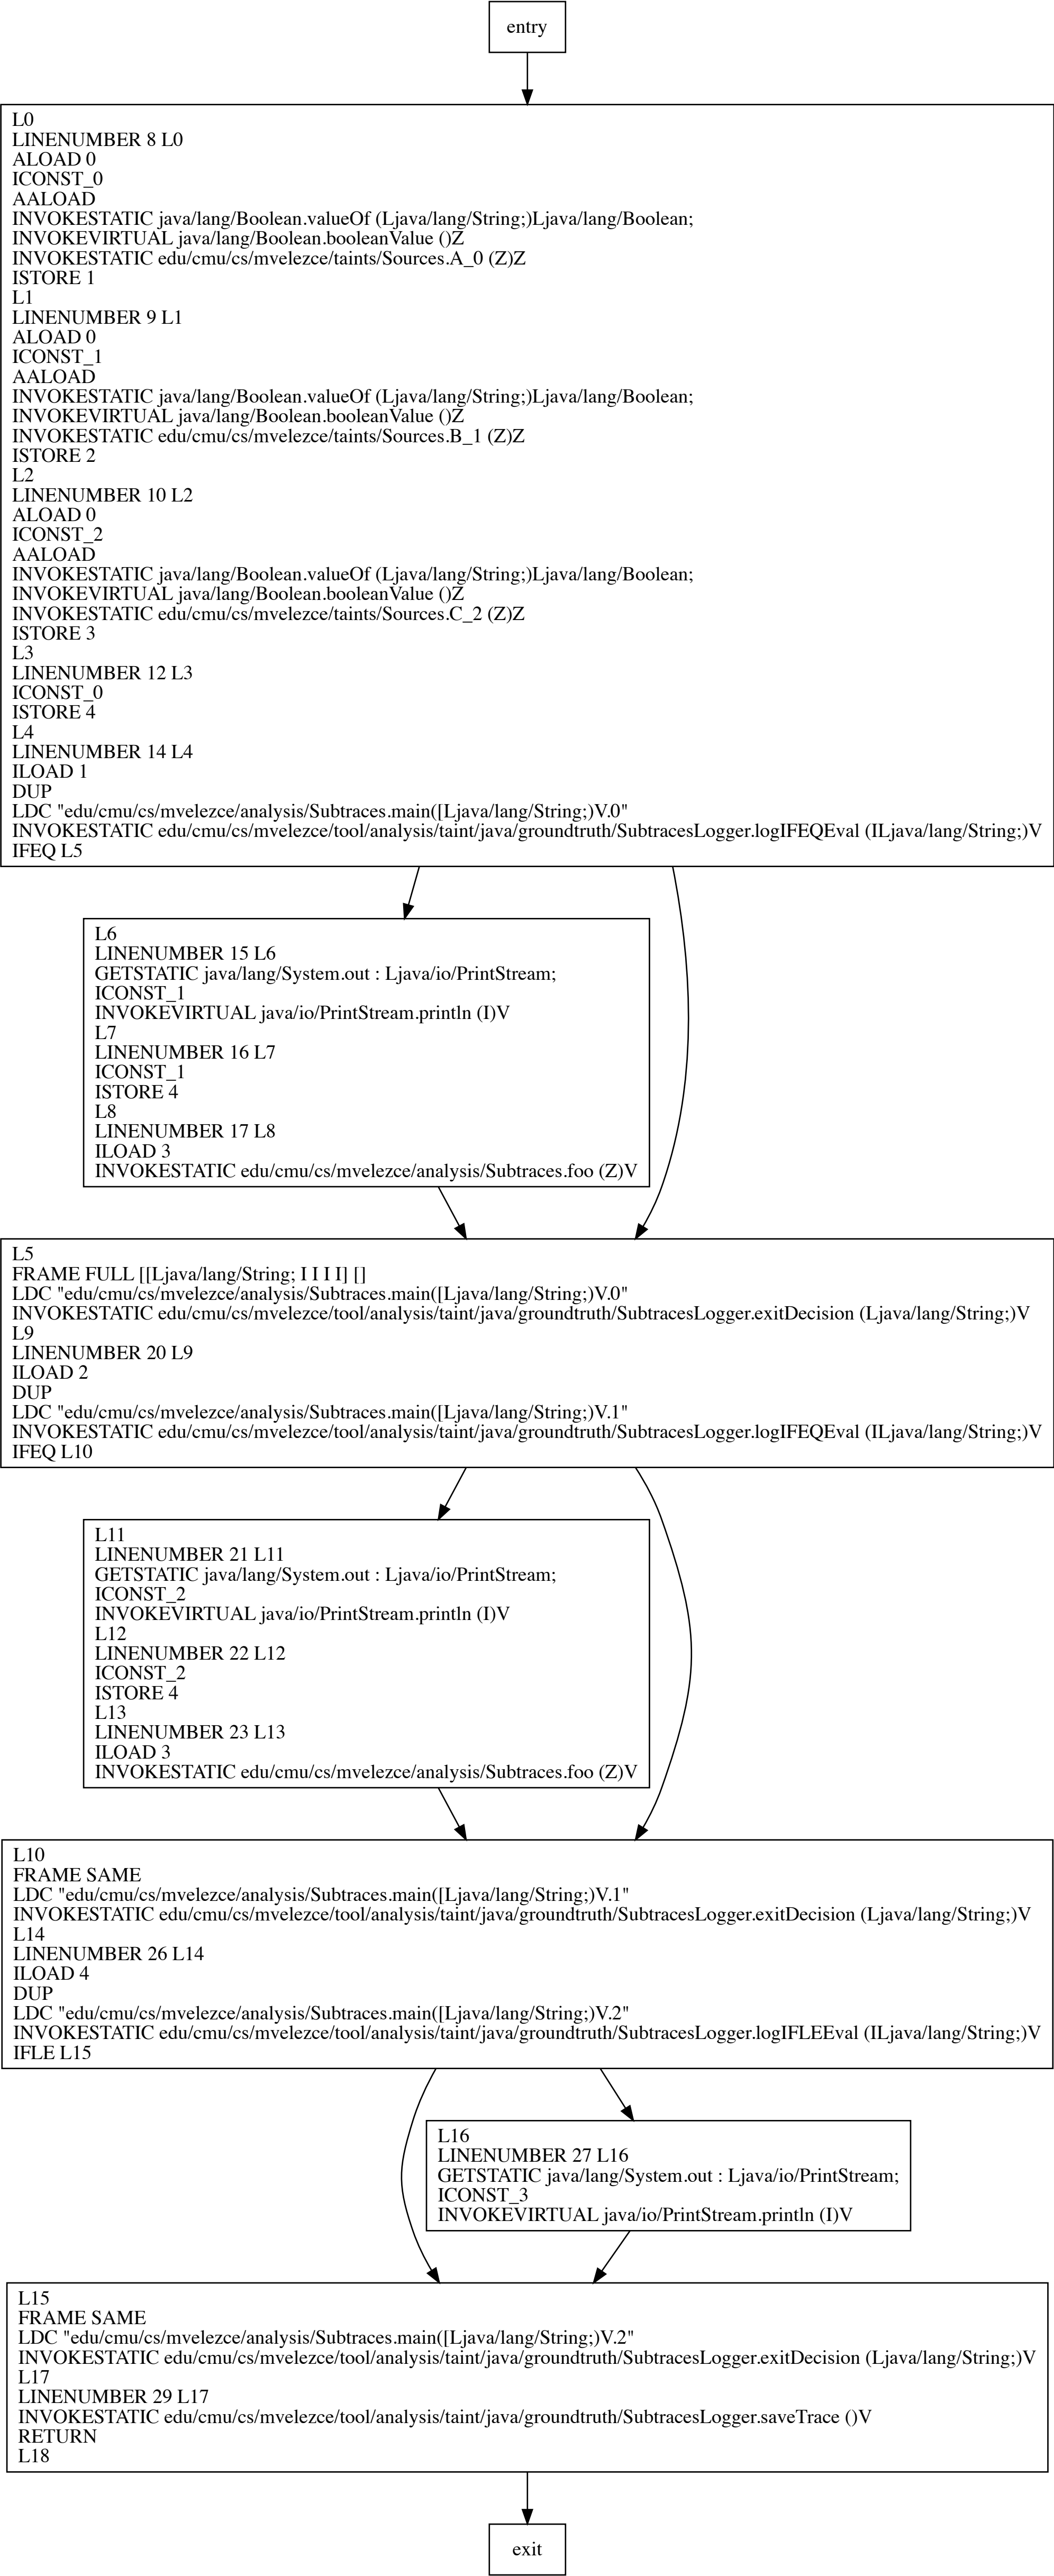 entry
L0
LINENUMBER 8 L0
ALOAD 0
ICONST_0
AALOAD
INVOKESTATIC java/lang/Boolean.valueOf (Ljava/lang/String;)Ljava/lang/Boolean;
INVOKEVIRTUAL java/lang/Boolean.booleanValue ()Z
INVOKESTATIC edu/cmu/cs/mvelezce/taints/Sources.A_0 (Z)Z
ISTORE 1
L1
LINENUMBER 9 L1
ALOAD 0
ICONST_1
AALOAD
INVOKESTATIC java/lang/Boolean.valueOf (Ljava/lang/String;)Ljava/lang/Boolean;
INVOKEVIRTUAL java/lang/Boolean.booleanValue ()Z
INVOKESTATIC edu/cmu/cs/mvelezce/taints/Sources.B_1 (Z)Z
ISTORE 2
L2
LINENUMBER 10 L2
ALOAD 0
ICONST_2
AALOAD
INVOKESTATIC java/lang/Boolean.valueOf (Ljava/lang/String;)Ljava/lang/Boolean;
INVOKEVIRTUAL java/lang/Boolean.booleanValue ()Z
INVOKESTATIC edu/cmu/cs/mvelezce/taints/Sources.C_2 (Z)Z
ISTORE 3
L3
LINENUMBER 12 L3
ICONST_0
ISTORE 4
L4
LINENUMBER 14 L4
ILOAD 1
DUP
LDC "edu/cmu/cs/mvelezce/analysis/Subtraces.main([Ljava/lang/String;)V.0"
INVOKESTATIC edu/cmu/cs/mvelezce/tool/analysis/taint/java/groundtruth/SubtracesLogger.logIFEQEval (ILjava/lang/String;)V
IFEQ L5
L6
LINENUMBER 15 L6
GETSTATIC java/lang/System.out : Ljava/io/PrintStream;
ICONST_1
INVOKEVIRTUAL java/io/PrintStream.println (I)V
L7
LINENUMBER 16 L7
ICONST_1
ISTORE 4
L8
LINENUMBER 17 L8
ILOAD 3
INVOKESTATIC edu/cmu/cs/mvelezce/analysis/Subtraces.foo (Z)V
L5
FRAME FULL [[Ljava/lang/String; I I I I] []
LDC "edu/cmu/cs/mvelezce/analysis/Subtraces.main([Ljava/lang/String;)V.0"
INVOKESTATIC edu/cmu/cs/mvelezce/tool/analysis/taint/java/groundtruth/SubtracesLogger.exitDecision (Ljava/lang/String;)V
L9
LINENUMBER 20 L9
ILOAD 2
DUP
LDC "edu/cmu/cs/mvelezce/analysis/Subtraces.main([Ljava/lang/String;)V.1"
INVOKESTATIC edu/cmu/cs/mvelezce/tool/analysis/taint/java/groundtruth/SubtracesLogger.logIFEQEval (ILjava/lang/String;)V
IFEQ L10
L11
LINENUMBER 21 L11
GETSTATIC java/lang/System.out : Ljava/io/PrintStream;
ICONST_2
INVOKEVIRTUAL java/io/PrintStream.println (I)V
L12
LINENUMBER 22 L12
ICONST_2
ISTORE 4
L13
LINENUMBER 23 L13
ILOAD 3
INVOKESTATIC edu/cmu/cs/mvelezce/analysis/Subtraces.foo (Z)V
L10
FRAME SAME
LDC "edu/cmu/cs/mvelezce/analysis/Subtraces.main([Ljava/lang/String;)V.1"
INVOKESTATIC edu/cmu/cs/mvelezce/tool/analysis/taint/java/groundtruth/SubtracesLogger.exitDecision (Ljava/lang/String;)V
L14
LINENUMBER 26 L14
ILOAD 4
DUP
LDC "edu/cmu/cs/mvelezce/analysis/Subtraces.main([Ljava/lang/String;)V.2"
INVOKESTATIC edu/cmu/cs/mvelezce/tool/analysis/taint/java/groundtruth/SubtracesLogger.logIFLEEval (ILjava/lang/String;)V
IFLE L15
L16
LINENUMBER 27 L16
GETSTATIC java/lang/System.out : Ljava/io/PrintStream;
ICONST_3
INVOKEVIRTUAL java/io/PrintStream.println (I)V
L15
FRAME SAME
LDC "edu/cmu/cs/mvelezce/analysis/Subtraces.main([Ljava/lang/String;)V.2"
INVOKESTATIC edu/cmu/cs/mvelezce/tool/analysis/taint/java/groundtruth/SubtracesLogger.exitDecision (Ljava/lang/String;)V
L17
LINENUMBER 29 L17
INVOKESTATIC edu/cmu/cs/mvelezce/tool/analysis/taint/java/groundtruth/SubtracesLogger.saveTrace ()V
RETURN
L18
exit